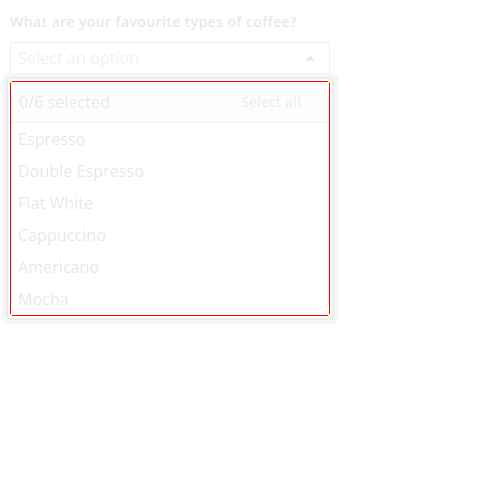 What are your favourite types of coffee?
Select an option
0/6 selected Select all
Espresso
Double Espresso
Flat White
Cappuccino
Americano
Mocha